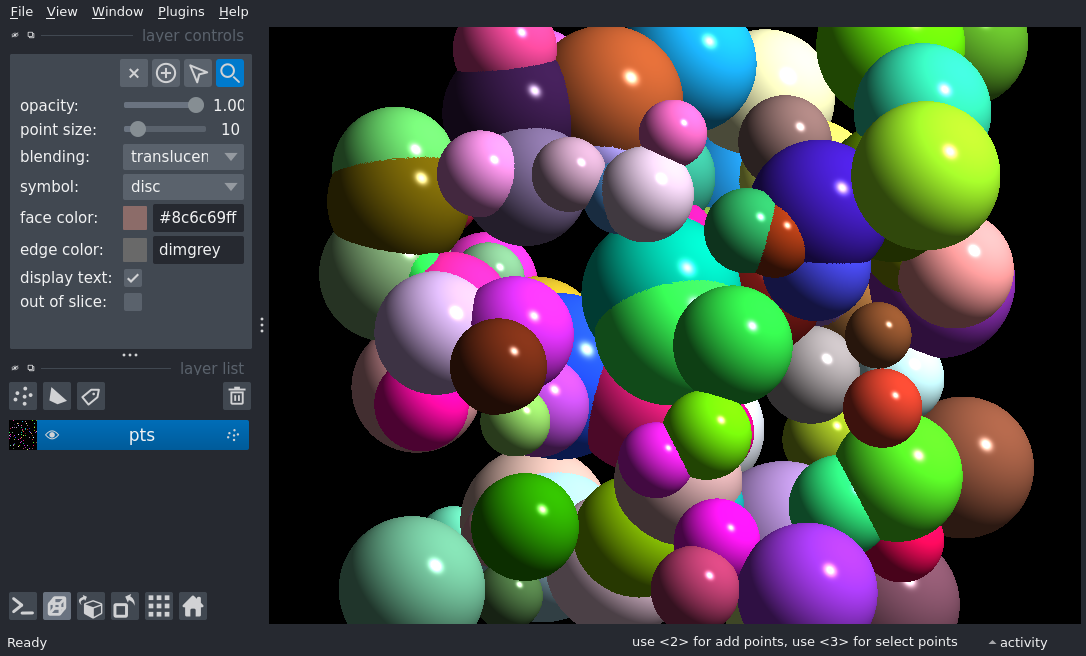 File View Window Plugins Help
layer controls
opacity: 1.00
point size: 10
blending: translucen
symbol: disc
face color: #8c6c69ff
edge color: dimgrey
display text:
out of slice:
layer list
pts
Ready use <2> for add points, use <3> for select points activity